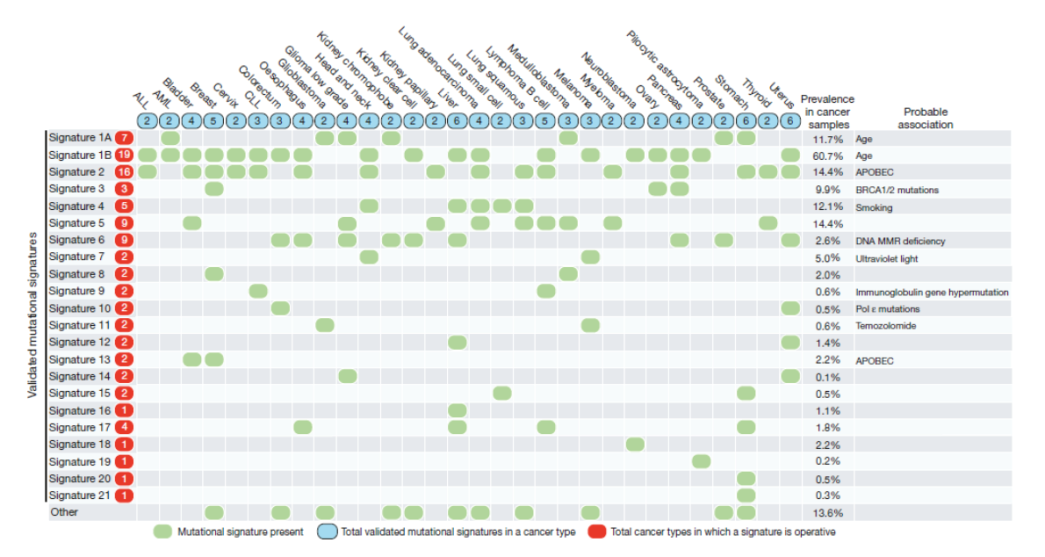 ALL
AML
Bladder
Breast
Cervix
CLL
Colorectum
Oesophagus
Glioblastoma
Glioma low grade
Head and neck
Kidney chromophobe
Kidney clear cell
Kidney papillary
Liver
Lung adenocarcinoma
Lung small cell
Lung squamous
Lymphoma B cell
Medulloblastoma
Melanoma
Myeloma
Neuroblastoma
Ovary
Pancreas
Pilocytic astrocytoma
Prostate
Stomach
Thyroid
Uterus
Prevalence
in cancer
samples
Probable
association
2 2 4 5 2 3 3 4 2 4 4 2 2 2 6 4 2 3 5 2 3 3 2 2 4 2 2 6 2 6
Validated mutational signatures
Signature 1A 7 11.7% Age
Signature 1B 19 60.7% Age
Signature 2 16 14.4% APOBEC
Signature 3 3 9.9% BRCA1/2 mutations
Signature 4 5 12.1% Smoking
Signature 5 9 14.4%
Signature 6 9 2.6% DNA MMR deficiency
Signature 7 2 5.0% Ultraviolet light
Signature 8 2 2.0%
Signature 9 2 0.6% Immunoglobulin gene hypermutation
Signature 10 2 0.5% Pol ε mutations
Signature 11 2 0.6% Temozolomide
Signature 12 2 1.4%
Signature 13 2 2.2% APOBEC
Signature 14 2 0.1%
Signature 15 2 0.5%
Signature 16 1 1.1%
Signature 17 4 1.8%
Signature 18 1 2.2%
Signature 19 1 0.2%
Signature 20 1 0.5%
Signature 21 1 0.3%
Other 13.6%
Mutational signature present Total validated mutational signatures in a cancer type Total cancer types in which a signature is operative